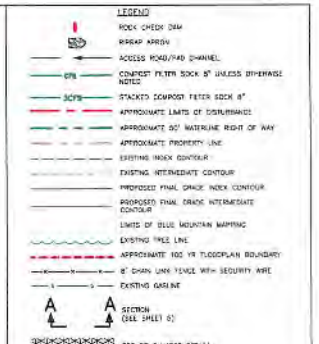 LEGEND
ROCK CHECK DAM
RIPRAP APRON
ACCESS ROAD/PAD CHANNEL
CFS
COMPOST FILTER SOCK 8" UNLESS OTHERWISE
NOTED
SCFS
STACKED COMPOST FILTER SOCK 8"
APPROXIMATE LIMITS OF DISTURBANCE
APPROXIMATE 50' WATERLINE RIGHT OF WAY
APPROXIMATE PROPERTY LINE
EXISTING INDEX CONTOUR
EXISTING INTERMEDIATE CONTOUR
PROPOSED FINAL GRADE INDEX CONTOUR
PROPOSED FINAL GRADE INTERMEDIATE
CONTOUR
LIMITS OF BLUE MOUNTAIN MAPPING
EXISTING TREE LINE
APPROXIMATE 100 YR FLOODPLAIN BOUNDARY
8' CHAIN LINK FENCE WITH SECURITY WIRE
EXISTING GASLINE
A A
SECTION
(SEE SHEET 6)